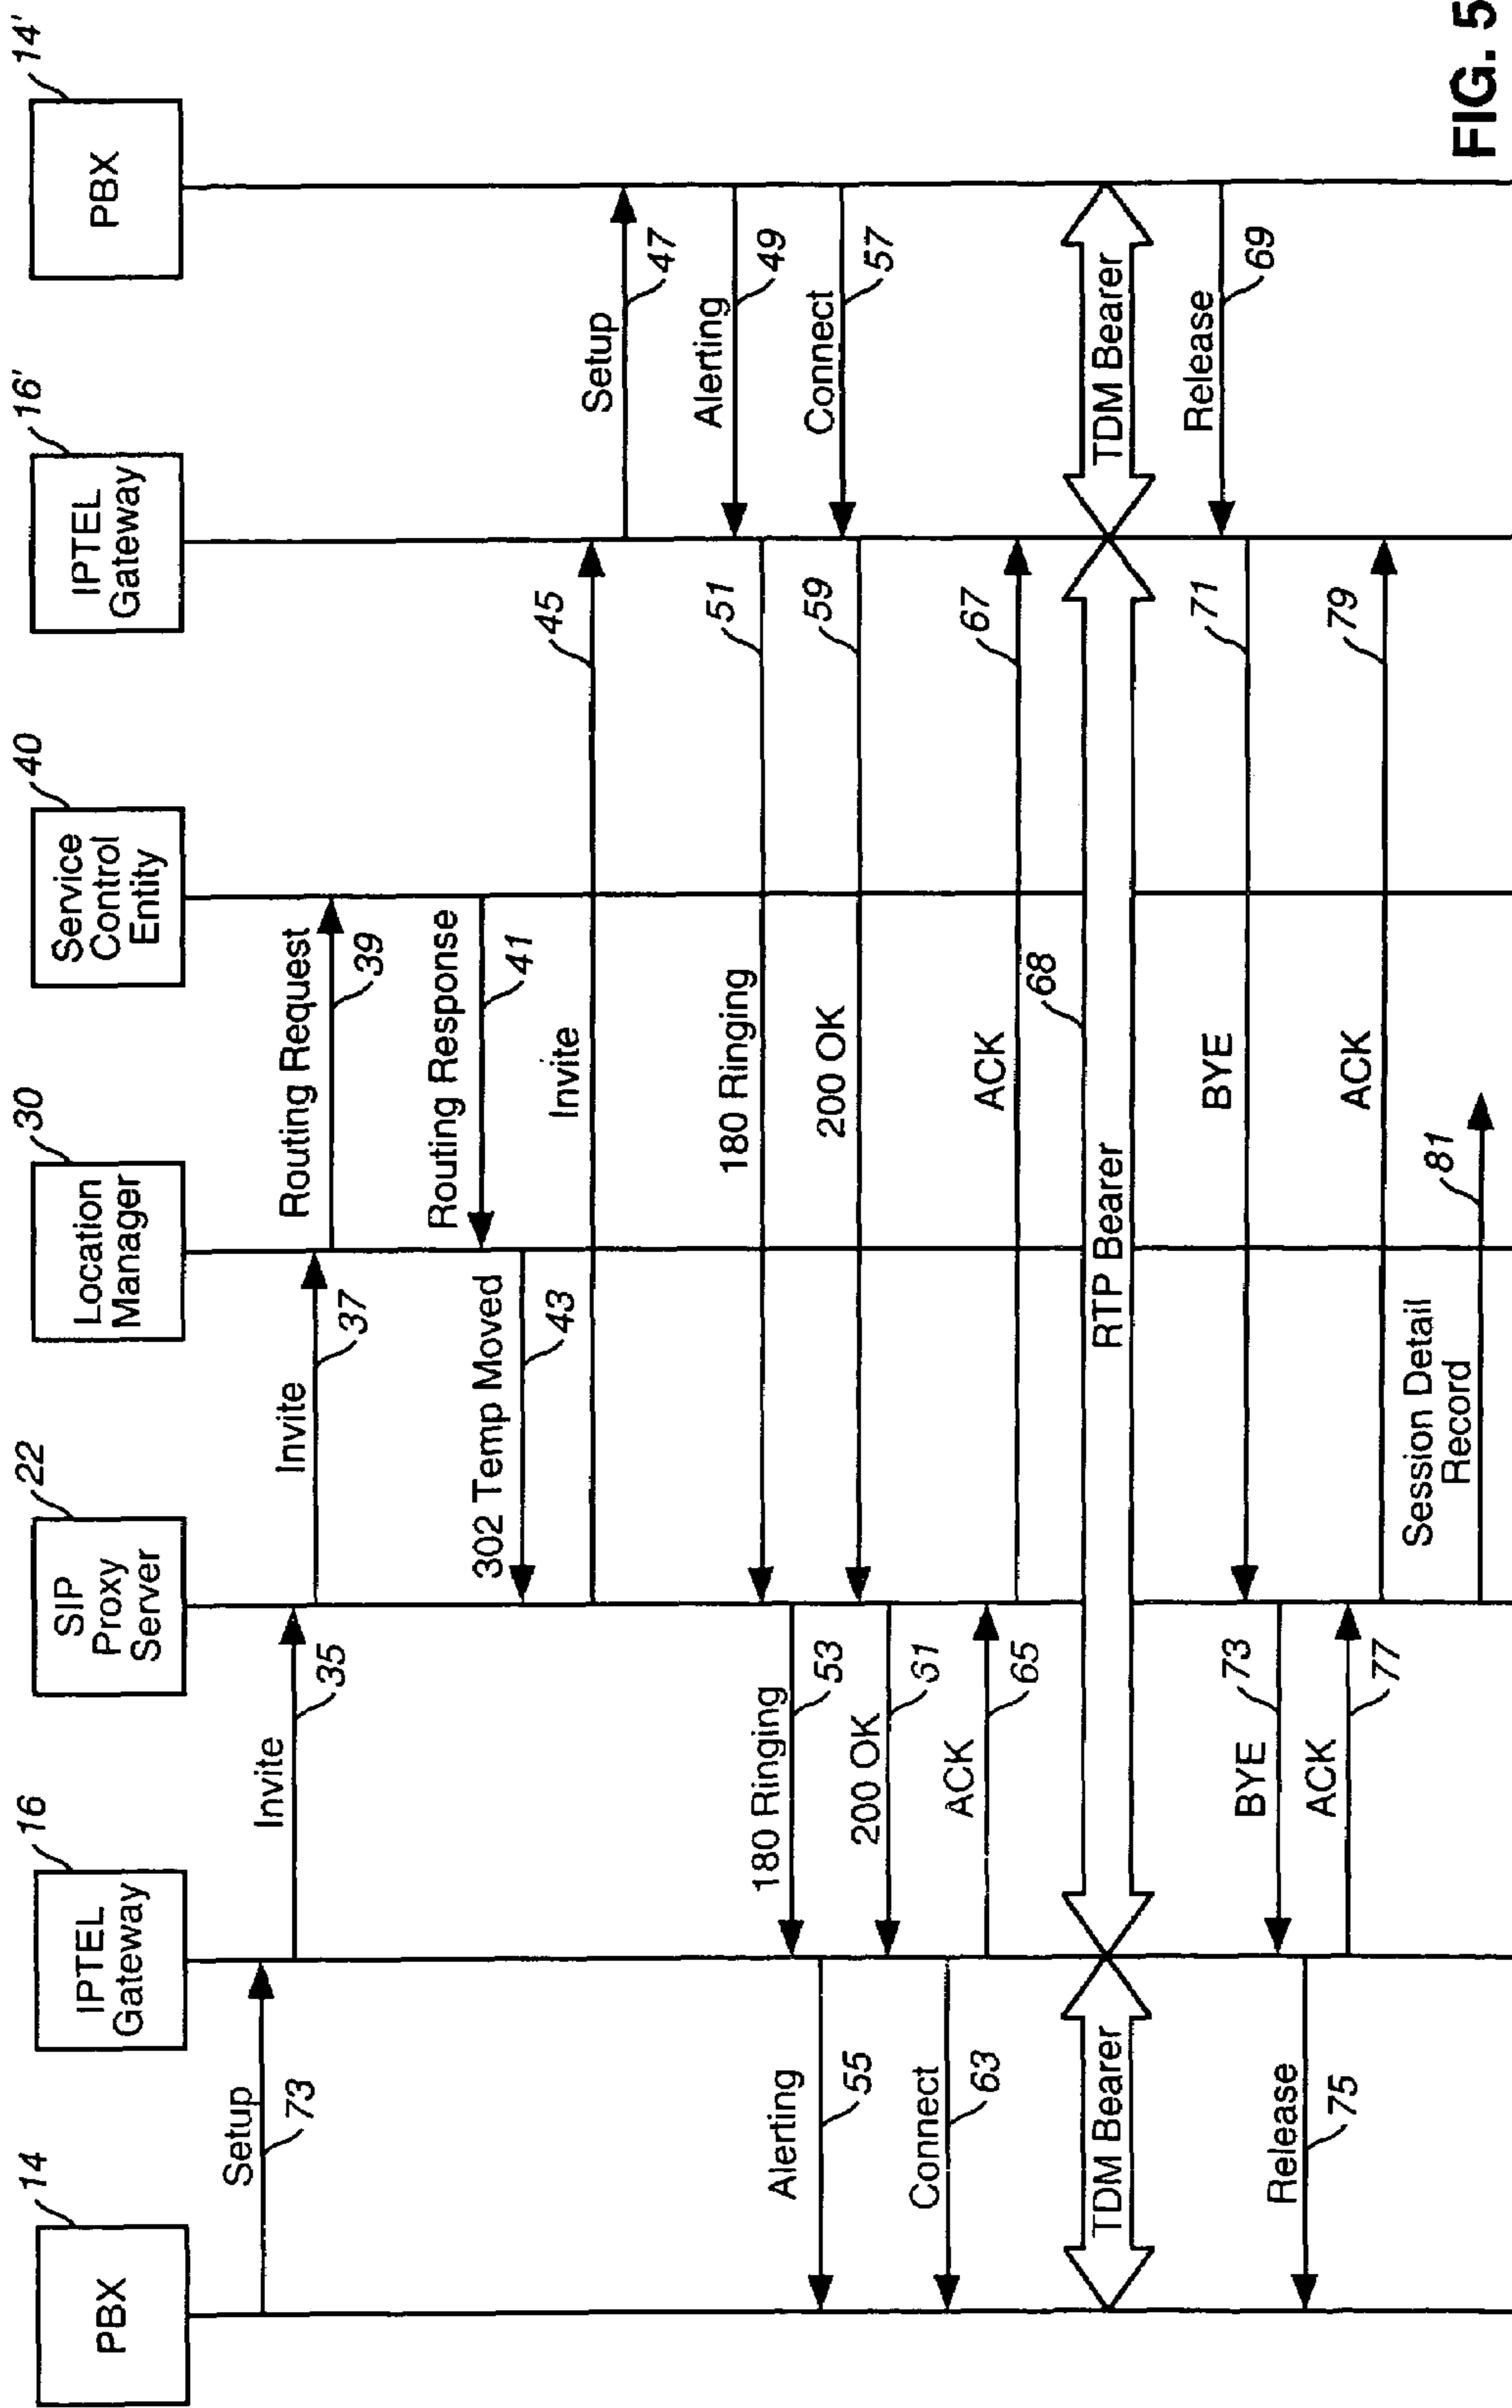 14
PBX
16
IPTEL
Gateway
22
SIP
Proxy
Server
30
Location
Manager
40
Service
Control
Entity
16'
IPTEL
Gateway
14'
PBX
Setup
73
Invite
35
Invite
37
Routing Request
39
Routing Response
41
302 Temp Moved
43
Invite
45
Setup
47
Alerting
49
180 Ringing
51
180 Ringing
53
Alerting
55
Connect
57
200 OK
59
200 OK
61
Connect
63
ACK
65
ACK
67
68
TDM Bearer
RTP Bearer
TDM Bearer
Release
69
BYE
71
BYE
73
Release
75
ACK
77
ACK
79
Session Detail
Record
81
FIG. 5